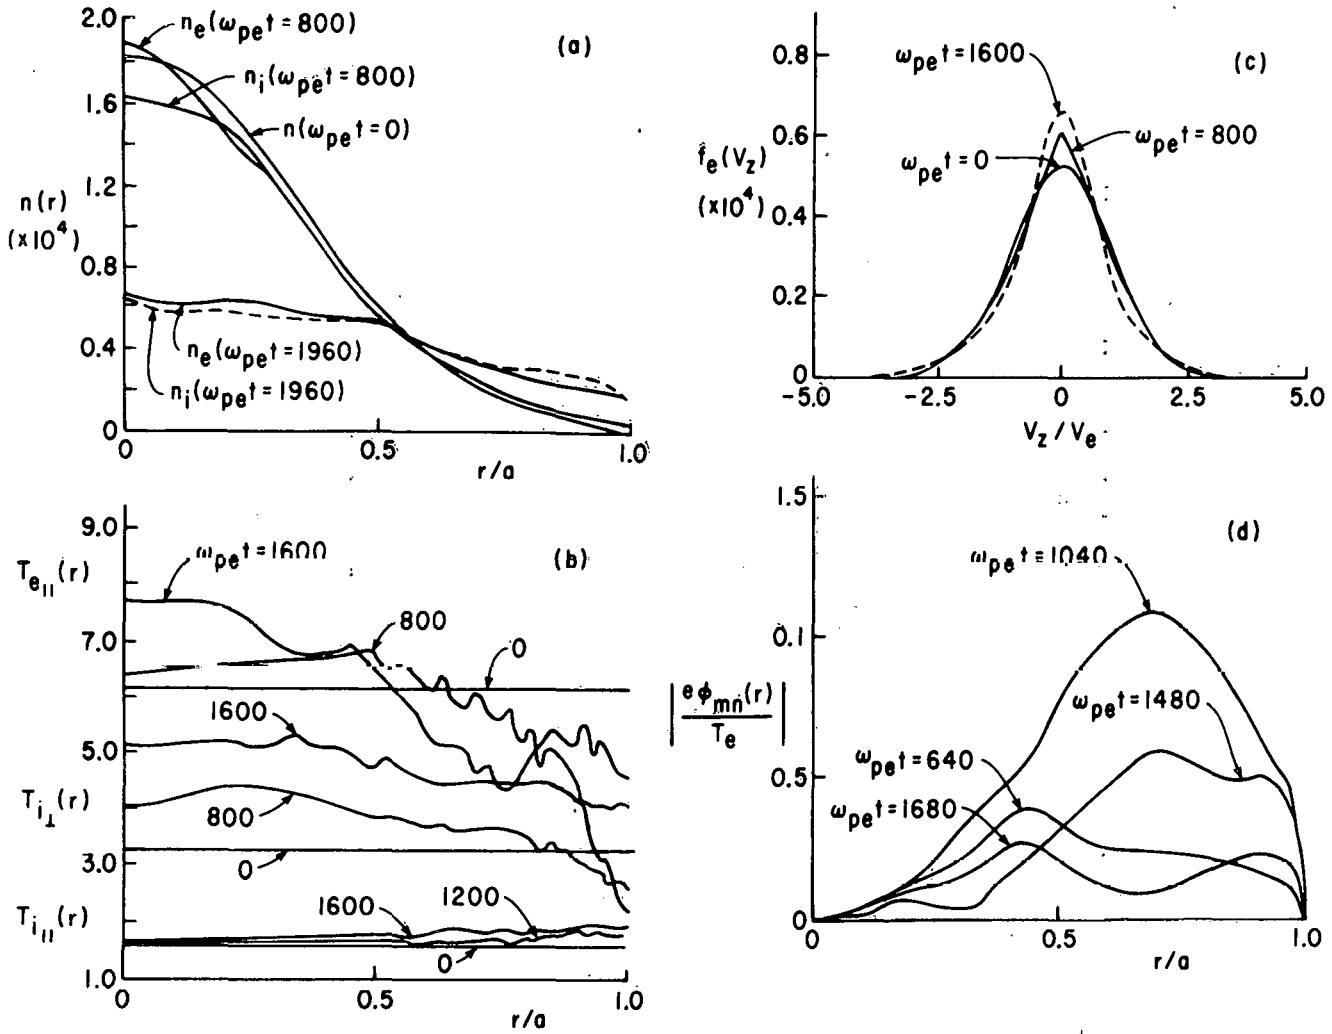 (a)
2.0
1.6
1.2
0.8
0.4
0
n(r)
(×10⁴)
n_e(ω_pe t=800)
n_i(ω_pe t=800)
n(ω_pe t=0)
n_e(ω_pe t=1960)
n_i(ω_pe t=1960)
0
0.5
1.0
r/a
(c)
0.8
0.6
0.4
0.2
0
f̂_e(V_z)
(×10⁴)
ω_pe t=1600
ω_pe t=800
ω_pe t=0
-5.0
-2.5
0
2.5
5.0
V_z/V_e
(b)
9.0
7.0
5.0
3.0
1.0
T_e∥(r)
T_i⊥(r)
T_i∥(r)
ω_pe t=1600
800
0
1600
800
0
1600
1200
0
0
0.5
1.0
r/a
(d)
1.5
0.1
0.5
0
|eϕ_mn(r)/T_e|
ω_pe t=1040
ω_pe t=1480
ω_pe t=640
ω_pe t=1680
0
0.5
1.0
r/a